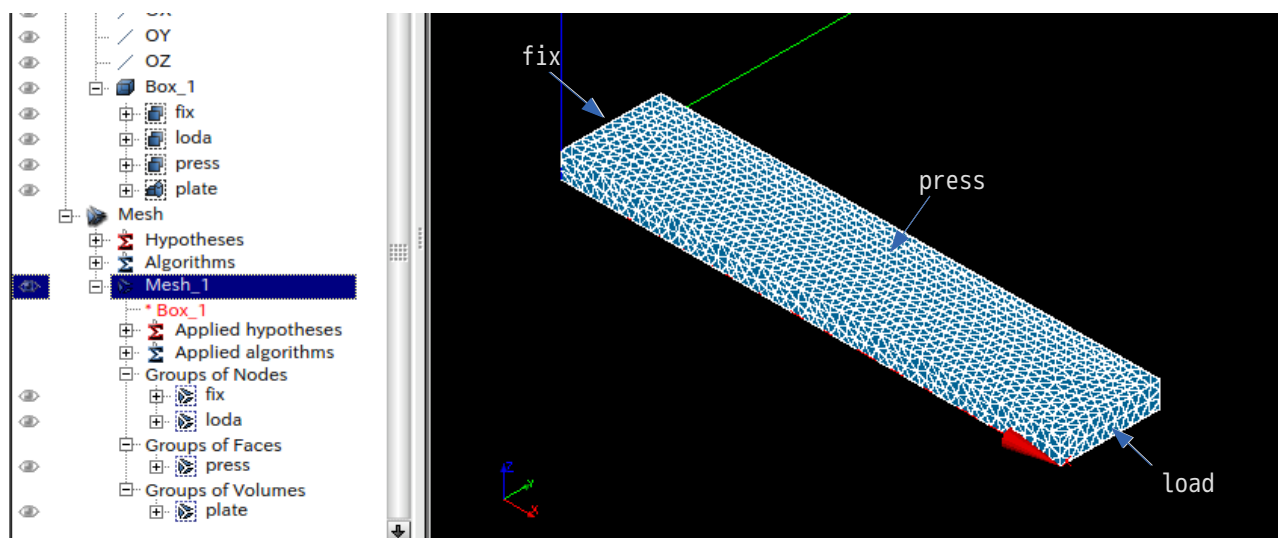 OX
OY
OZ
Box_1
fix
loda
press
plate
Mesh
Hypotheses
Algorithms
Mesh_1
* Box_1
Applied hypotheses
Applied algorithms
Groups of Nodes
fix
loda
Groups of Faces
press
Groups of Volumes
plate
fix
press
load
Z
Y
X